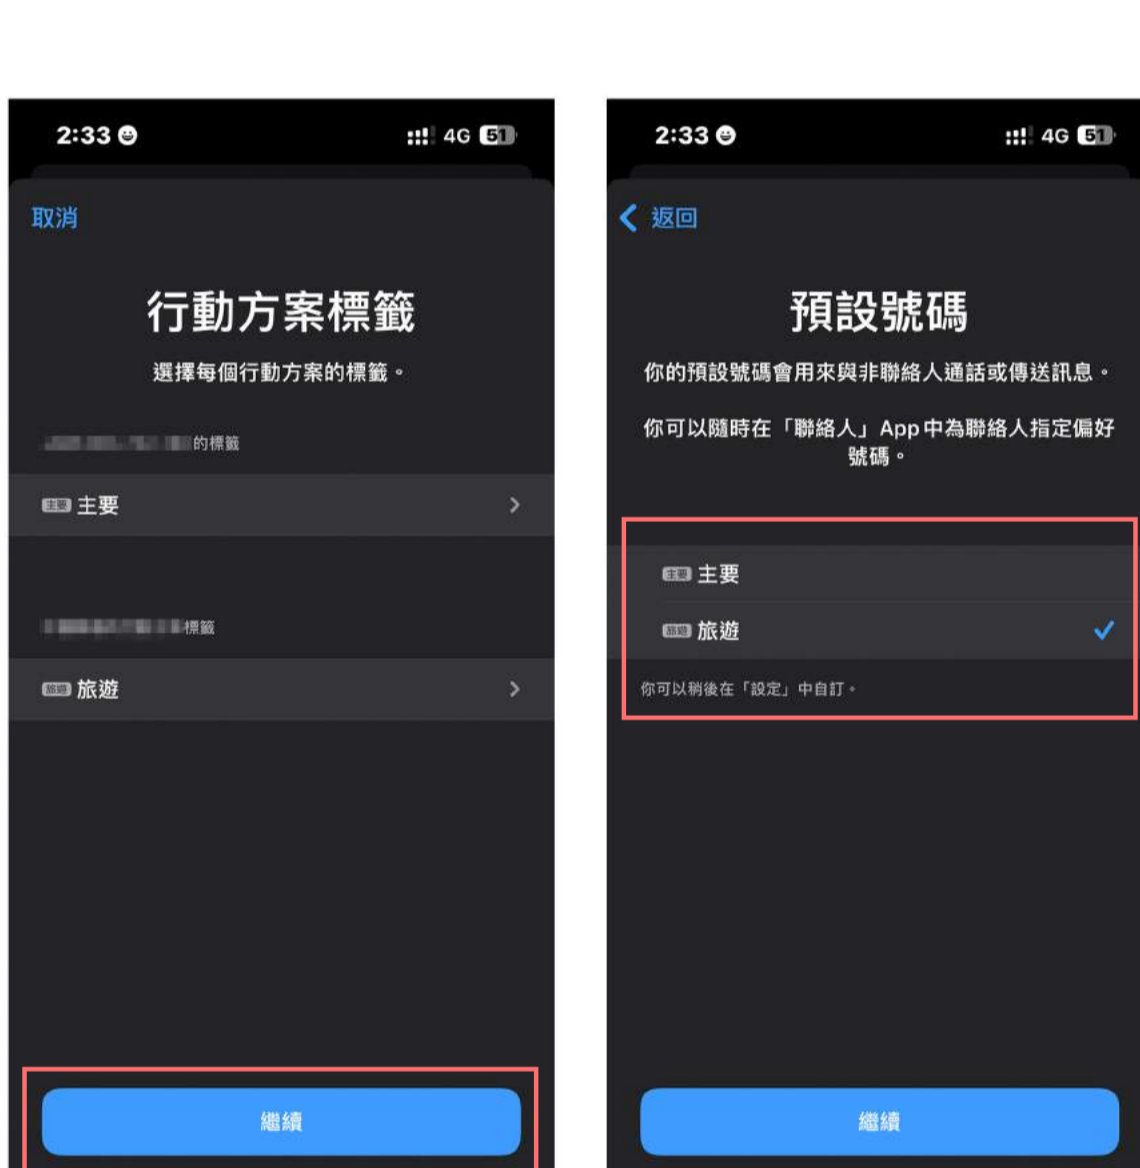 2:33
4G 51
取消
行動方案標籤
選擇每個行動方案的標籤。
的標籤
主要 主要
標籤
旅遊 旅遊
繼續
2:33
4G 51
返回
預設號碼
你的預設號碼會用來與非聯絡人通話或傳送訊息。
你可以隨時在「聯絡人」App 中為聯絡人指定偏好
號碼。
主要 主要
旅遊 旅遊
你可以稍後在「設定」中自訂。
繼續